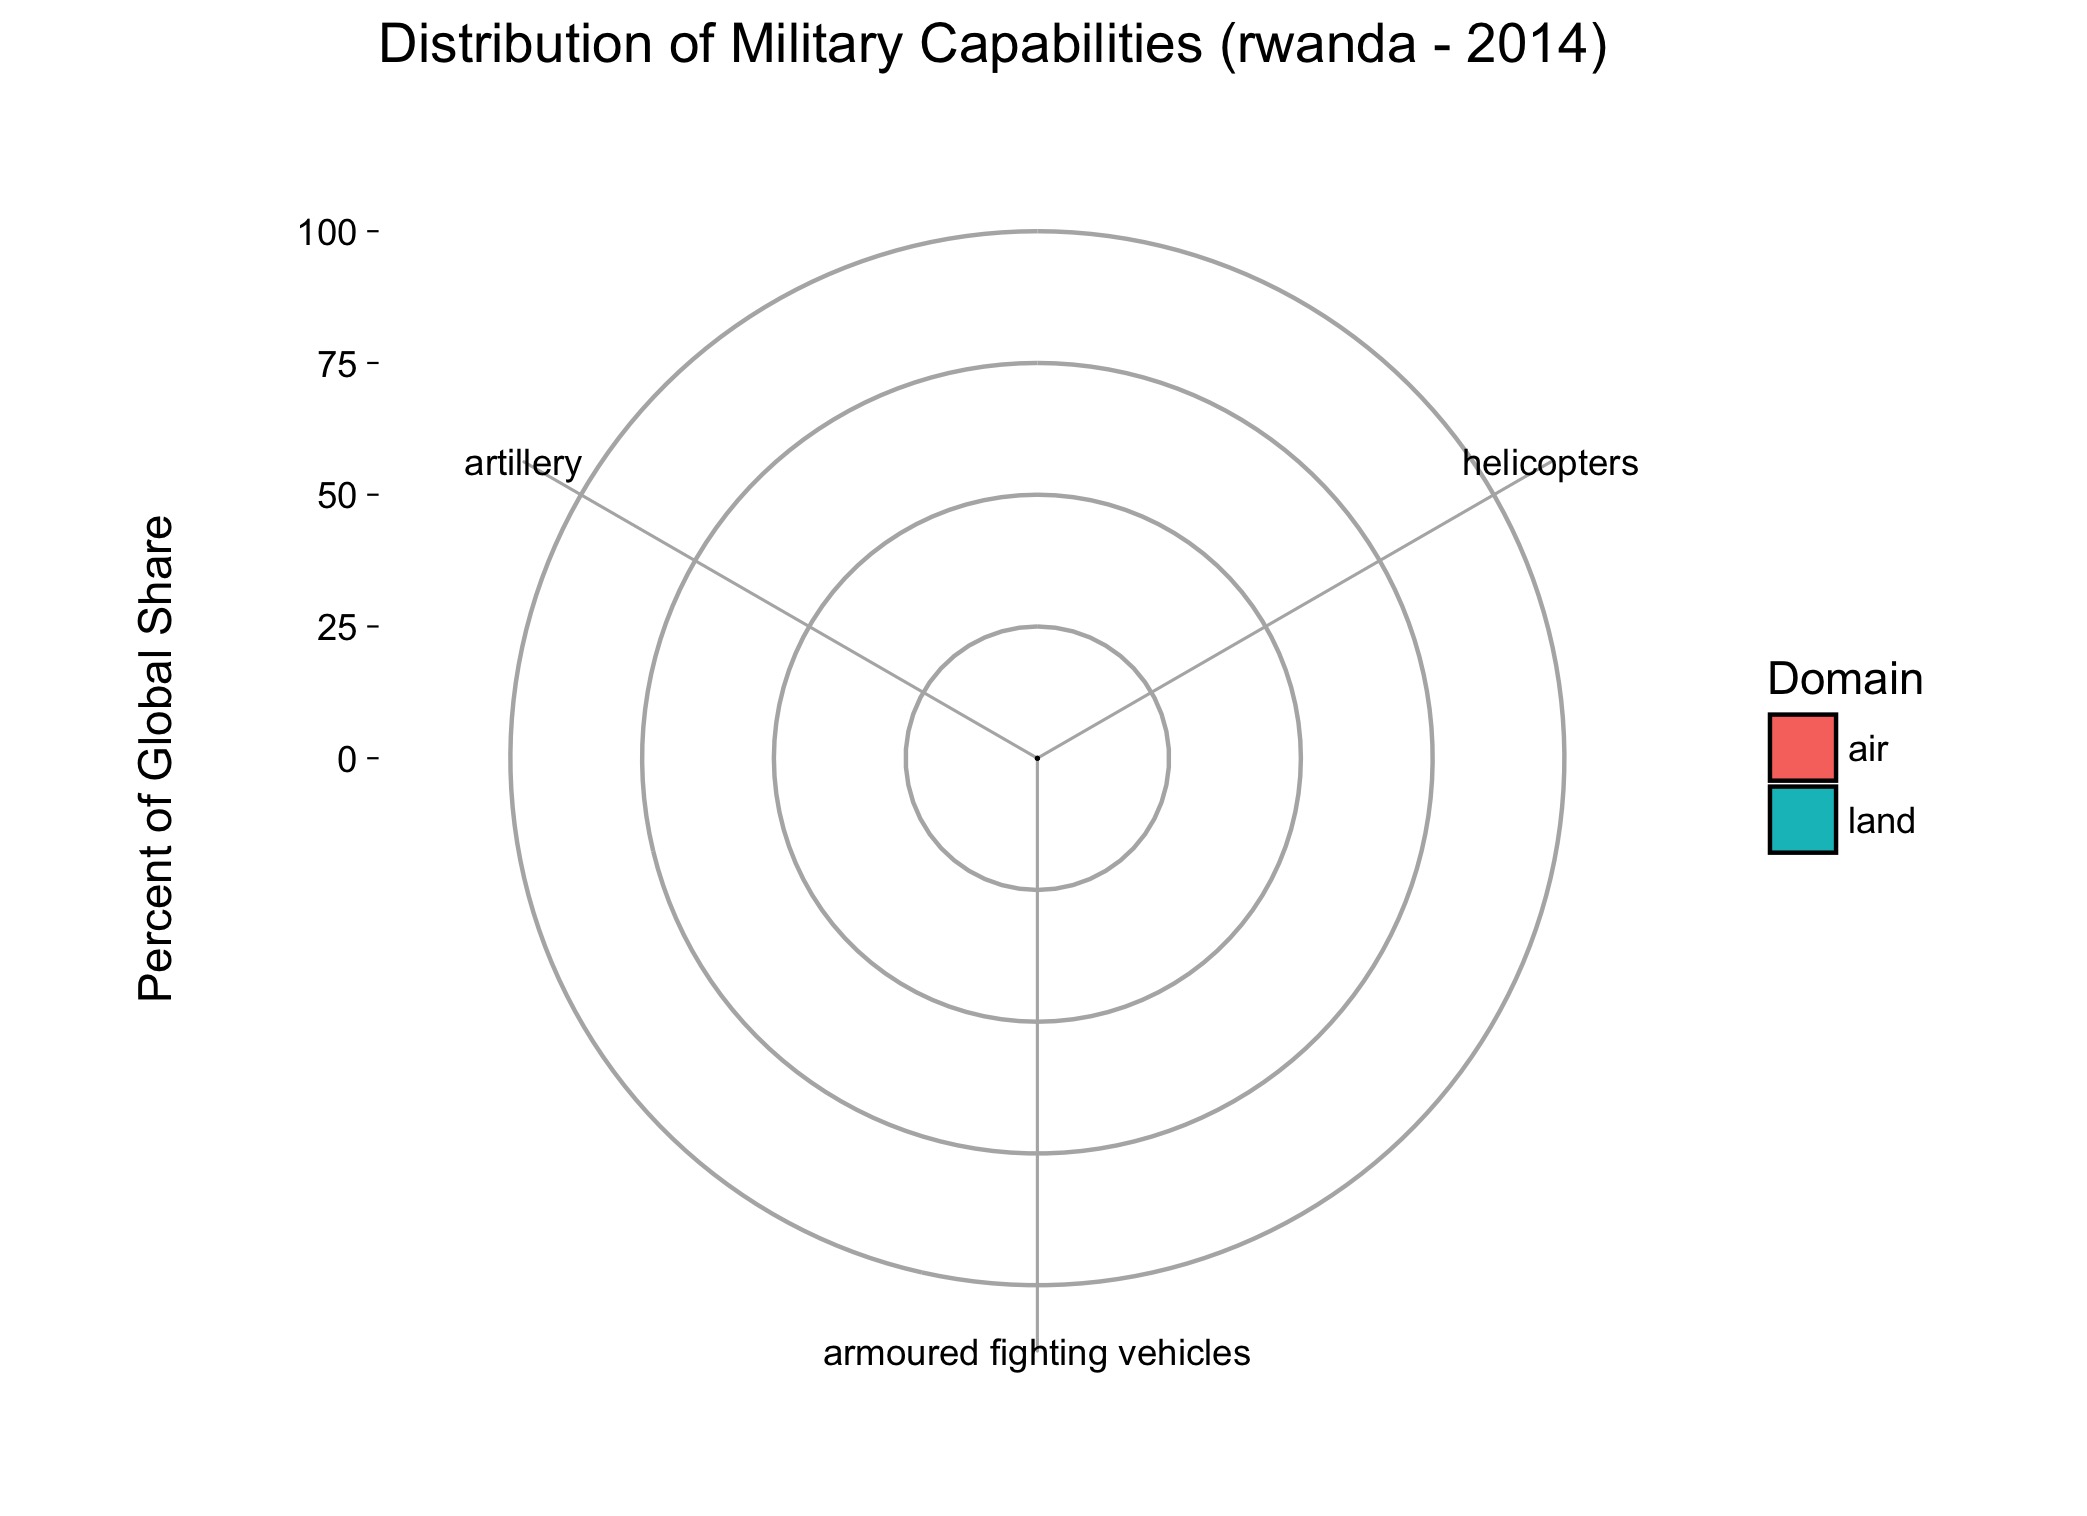 Distribution of Military Capabilities (rwanda - 2014)
Percent of Global Share
100
75
50
25
0
artillery
helicopters
armoured fighting vehicles
Domain
air
land